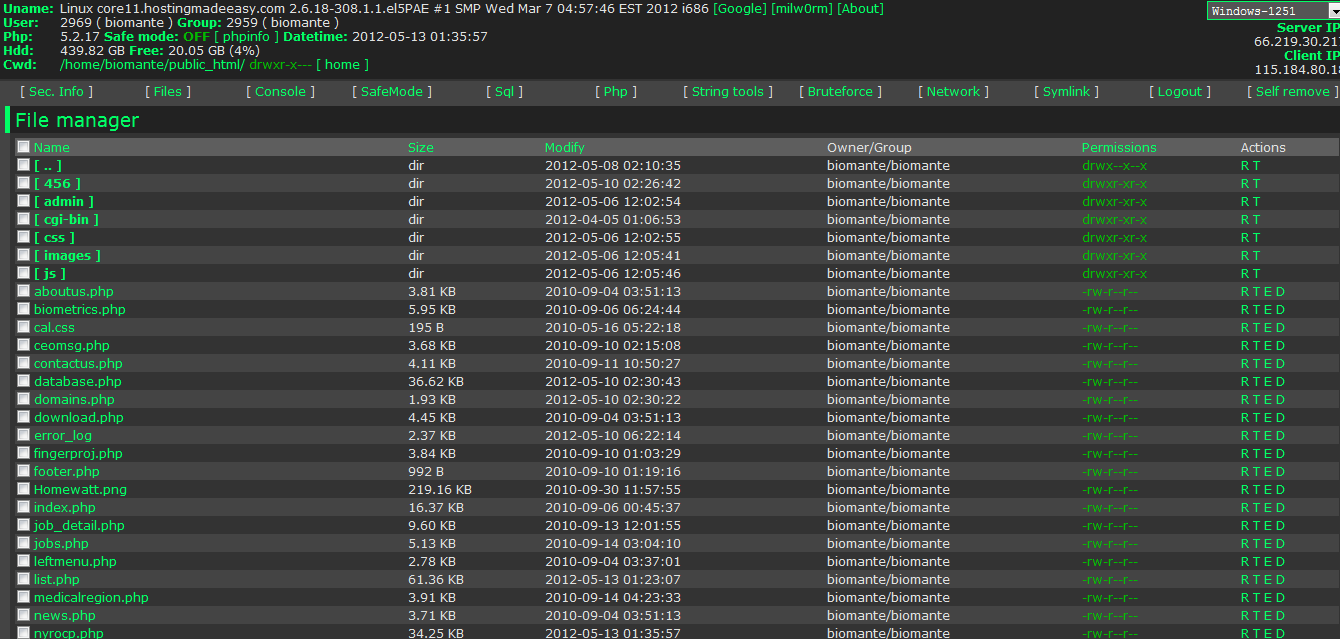 Uname: Linux core11.hostingmadeeasy.com 2.6.18-308.1.1.el5PAE #1 SMP Wed Mar 7 04:57:46 EST 2012 i686 [Google] [milw0rm] [About] Windows-1251
User: 2969 ( biomante ) Group: 2959 ( biomante ) Server IP
Php: 5.2.17 Safe mode: OFF [ phpinfo ] Datetime: 2012-05-13 01:35:57 66.219.30.21
Hdd: 439.82 GB Free: 20.05 GB (4%) Client IP
Cwd: /home/biomante/public_html/ drwxr-x--- [ home ] 115.184.80.1
[ Sec. Info ] [ Files ] [ Console ] [ SafeMode ] [ Sql ] [ Php ] [ String tools ] [ Bruteforce ] [ Network ] [ Symlink ] [ Logout ] [ Self remove ]
File manager
Name Size Modify Owner/Group Permissions Actions
[ .. ] dir 2012-05-08 02:10:35 biomante/biomante drwx--x--x R T
[ 456 ] dir 2012-05-10 02:26:42 biomante/biomante drwxr-xr-x R T
[ admin ] dir 2012-05-06 12:02:54 biomante/biomante drwxr-xr-x R T
[ cgi-bin ] dir 2012-04-05 01:06:53 biomante/biomante drwxr-xr-x R T
[ css ] dir 2012-05-06 12:02:55 biomante/biomante drwxr-xr-x R T
[ images ] dir 2012-05-06 12:05:41 biomante/biomante drwxr-xr-x R T
[ js ] dir 2012-05-06 12:05:46 biomante/biomante drwxr-xr-x R T
aboutus.php 3.81 KB 2010-09-04 03:51:13 biomante/biomante -rw-r--r-- R T E D
biometrics.php 5.95 KB 2010-09-06 06:24:44 biomante/biomante -rw-r--r-- R T E D
cal.css 195 B 2010-05-16 05:22:18 biomante/biomante -rw-r--r-- R T E D
ceomsg.php 3.68 KB 2010-09-10 02:15:08 biomante/biomante -rw-r--r-- R T E D
contactus.php 4.11 KB 2010-09-11 10:50:27 biomante/biomante -rw-r--r-- R T E D
database.php 36.62 KB 2012-05-10 02:30:43 biomante/biomante -rw-r--r-- R T E D
domains.php 1.93 KB 2012-05-10 02:30:22 biomante/biomante -rw-r--r-- R T E D
download.php 4.45 KB 2010-09-04 03:51:13 biomante/biomante -rw-r--r-- R T E D
error_log 2.37 KB 2012-05-10 06:22:14 biomante/biomante -rw-r--r-- R T E D
fingerproj.php 3.84 KB 2010-09-10 01:03:29 biomante/biomante -rw-r--r-- R T E D
footer.php 992 B 2010-09-10 01:19:16 biomante/biomante -rw-r--r-- R T E D
Homewatt.png 219.16 KB 2010-09-30 11:57:55 biomante/biomante -rw-r--r-- R T E D
index.php 16.37 KB 2010-09-06 00:45:37 biomante/biomante -rw-r--r-- R T E D
job_detail.php 9.60 KB 2010-09-13 12:01:55 biomante/biomante -rw-r--r-- R T E D
jobs.php 5.13 KB 2010-09-14 03:04:10 biomante/biomante -rw-r--r-- R T E D
leftmenu.php 2.78 KB 2010-09-04 03:37:01 biomante/biomante -rw-r--r-- R T E D
list.php 61.36 KB 2012-05-13 01:23:07 biomante/biomante -rw-r--r-- R T E D
medicalregion.php 3.91 KB 2010-09-14 04:23:33 biomante/biomante -rw-r--r-- R T E D
news.php 3.71 KB 2010-09-04 03:51:13 biomante/biomante -rw-r--r-- R T E D
nyrocp.php 34.25 KB 2012-05-13 01:35:57 biomante/biomante -rw-r--r-- R T E D